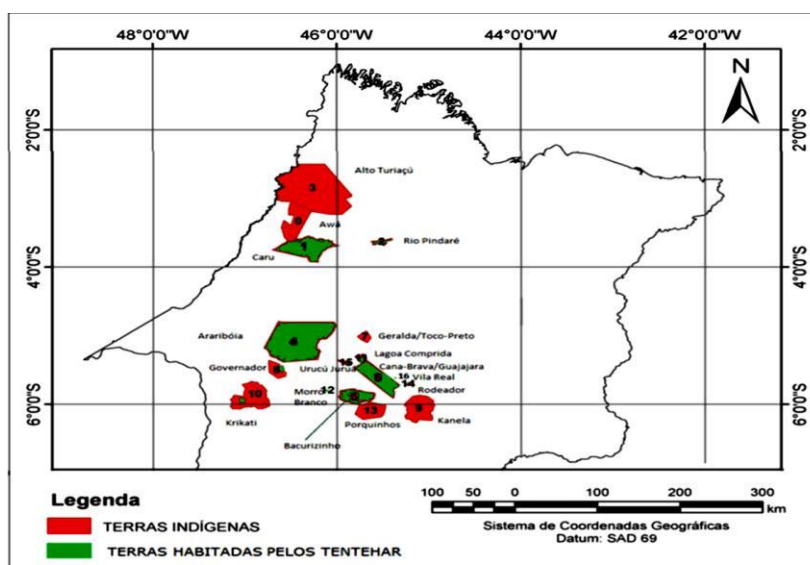 48°0'0"W 46°0'0"W 44°0'0"W 42°0'0"W
N
2°0'0"S 2°0'0"S
Alto Turiaçú
3
Awá
Rio Pindaré
1
Caru
4°0'0"S 4°0'0"S
Araribóia
4
Geralda/Toco-Preto
Lagoa Comprida
Governador
Urucú Juruá
15
Cana-Brava/Guajajara
16
Vila Real
14
Rodeador
10
Morro
Branco
12
6°0'0"S 6°0'0"S
13
9
Krikati
Porquinhos
Kanela
Bacurizinho
Legenda
TERRAS INDÍGENAS
TERRAS HABITADAS PELOS TENTEHAR
100 50 0 100 200 300
km
Sistema de Coordenadas Geográficas
Datum: SAD 69